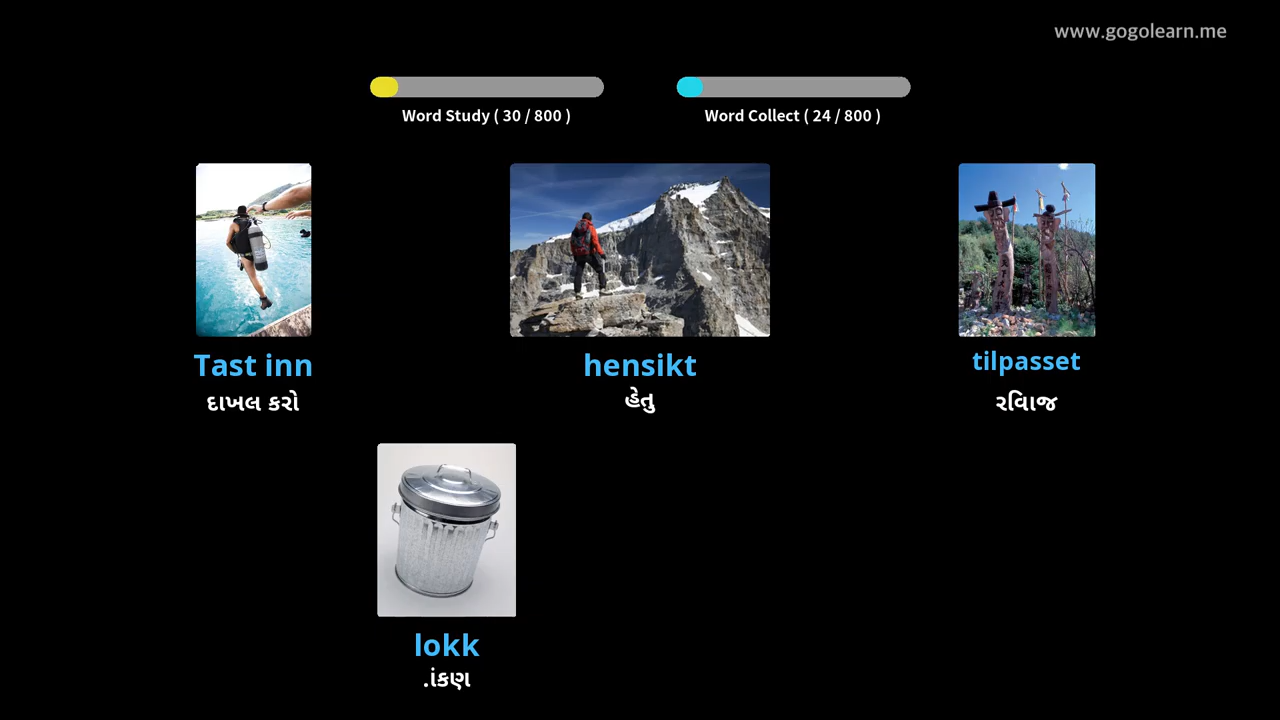 www.gogolearn.me
Word Study ( 30 / 800 )
Word Collect ( 24 / 800 )
Tast inn
દાખલ કરો
hensikt
હેતુ
tilpasset
રવાિજ
lokk
.ાંકણ